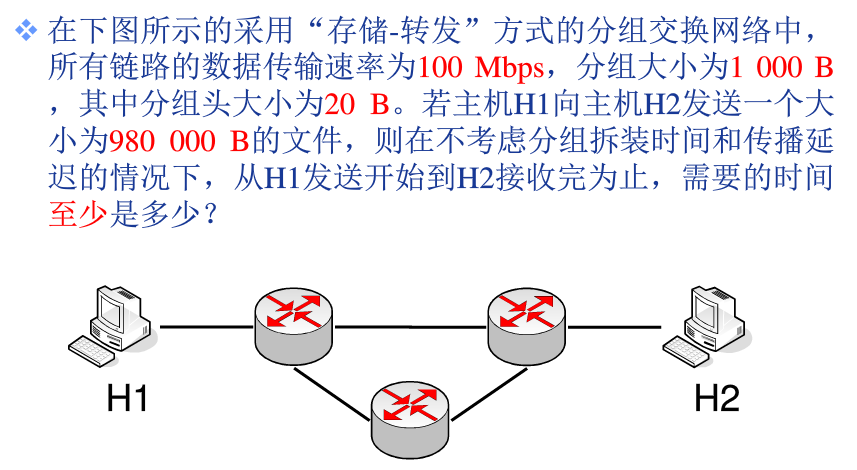 ❖ 在下图所示的采用“存储-转发”方式的分组交换网络中，
所有链路的数据传输速率为100 Mbps，分组大小为1 000 B
，其中分组头大小为20 B。若主机H1向主机H2发送一个大
小为980 000 B的文件，则在不考虑分组拆装时间和传播延
迟的情况下，从H1发送开始到H2接收完为止，需要的时间
至少是多少？
H1 H2